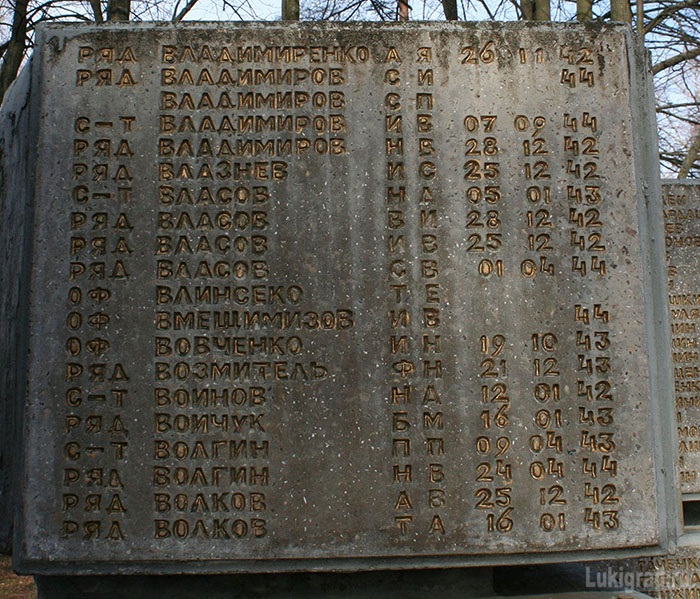 РЯД ВЛАДИМИРЕНКО А Я 26 11 42
РЯД ВЛАДИМИРОВ С И 44
ВЛАДИМИРОВ С П
С-Т ВЛАДИМИРОВ И В 07 09 44
РЯД ВЛАДИМИРОВ Н В 28 12 42
РЯД ВЛАЗНЕВ И С 25 12 42
С-Т ВЛАСОВ Н А 05 01 43
РЯД ВЛАСОВ В И 28 12 42
РЯД ВЛАСОВ И В 25 12 42
РЯД ВЛАСОВ С В 01 04 44
ОФ ВЛИНСЕКО Т Е
ОФ ВМЕЩИМИЗОВ И В 44
ОФ ВОВЧЕНКО И Н 19 10 43
РЯД ВОЗМИТЕЛЬ Ф Н 21 12 43
С-Т ВОИНОВ Н А 12 01 42
РЯД ВОЙЧУК Б М 16 01 43
С-Т ВОЛГИН П П 09 04 43
РЯД ВОЛГИН Н В 24 04 44
РЯД ВОЛКОВ А В 25 12 42
РЯД ВОЛКОВ Т А 16 01 43